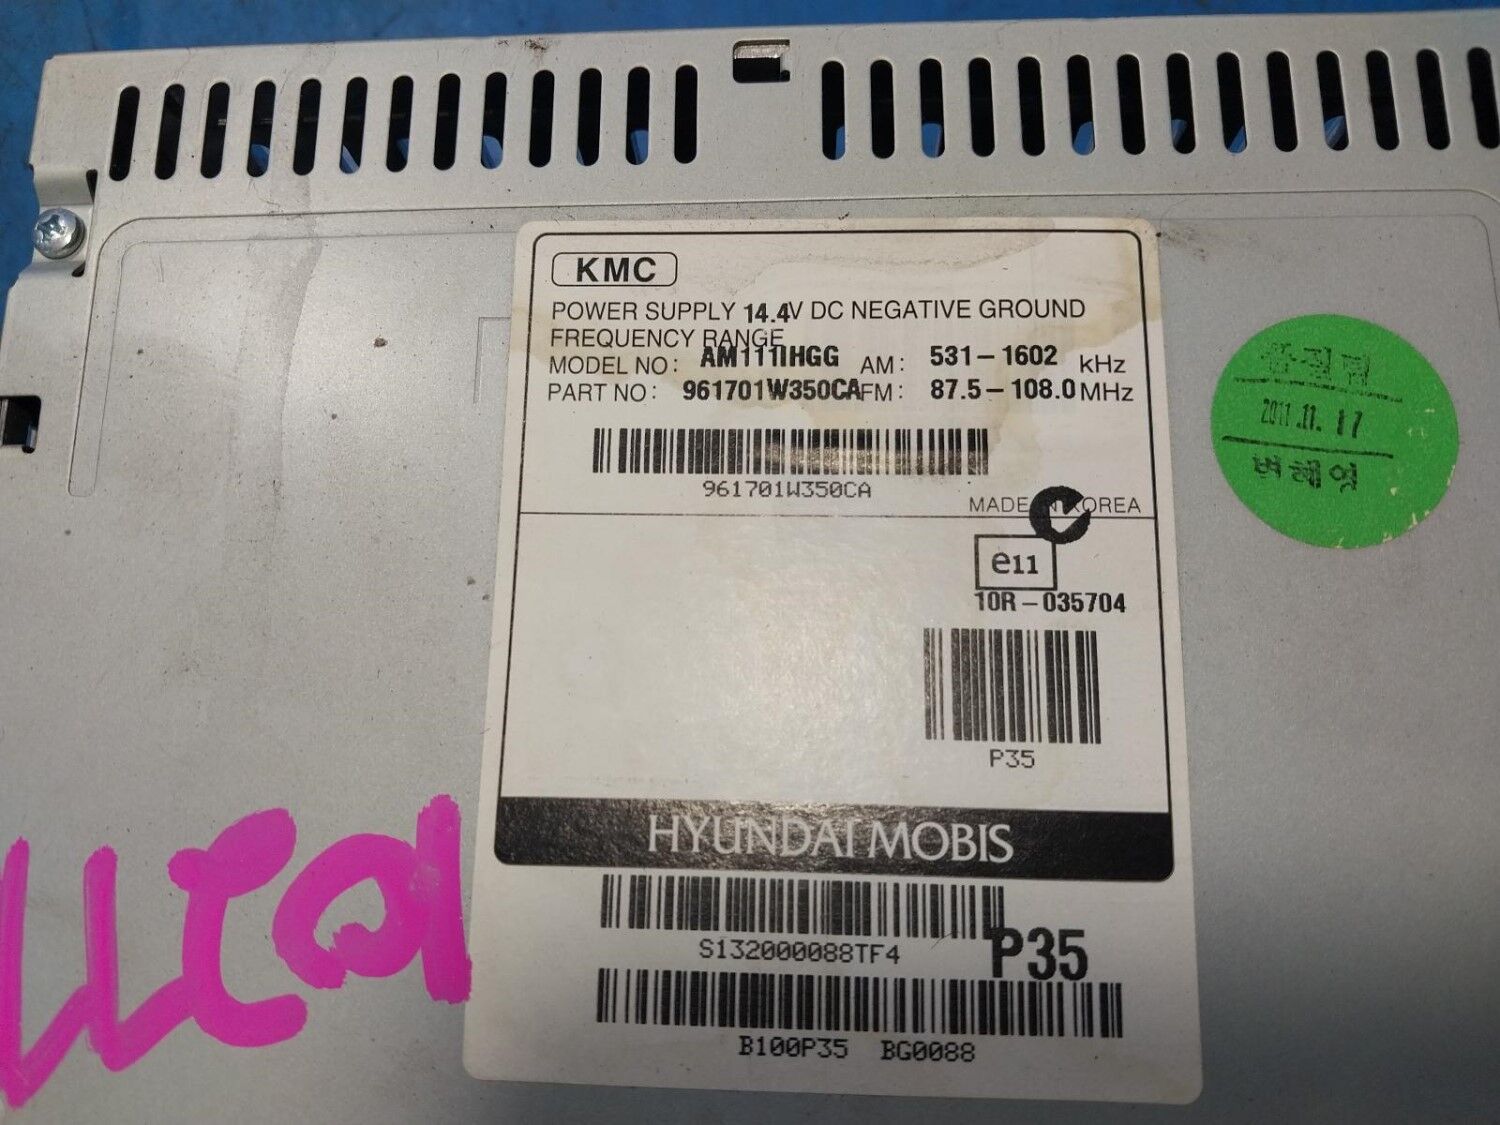 KMC
POWER SUPPLY 14.4V DC NEGATIVE GROUND
FREQUENCY RANGE
MODEL NO: AM111IHGG AM: 531-1602 kHz
PART NO: 961701W350CA FM: 87.5-108.0 MHz
961701W350CA
MADE IN KOREA
e11
10R-035704
P35
HYUNDAI MOBIS
S132000088TF4
P35
B100P35 BG0088
2011.11.17